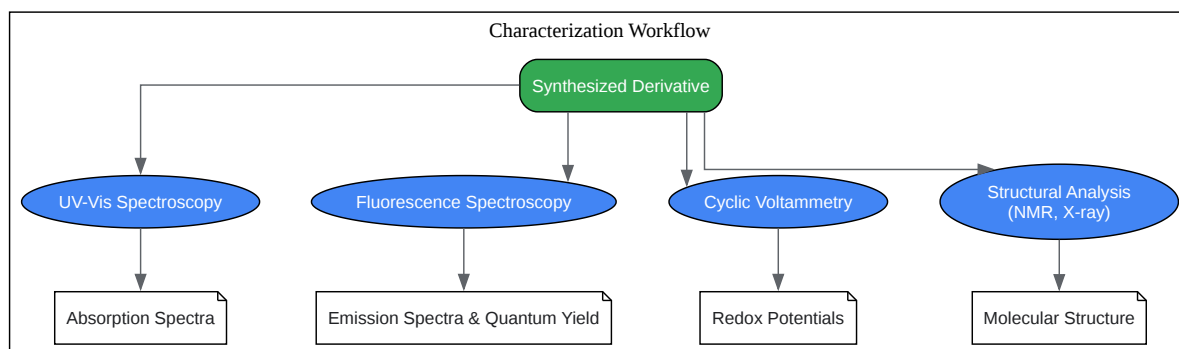 Characterization Workflow
Synthesized Derivative
UV-Vis Spectroscopy
Fluorescence Spectroscopy
Cyclic Voltammetry
Structural Analysis
(NMR, X-ray)
Absorption Spectra
Emission Spectra & Quantum Yield
Redox Potentials
Molecular Structure